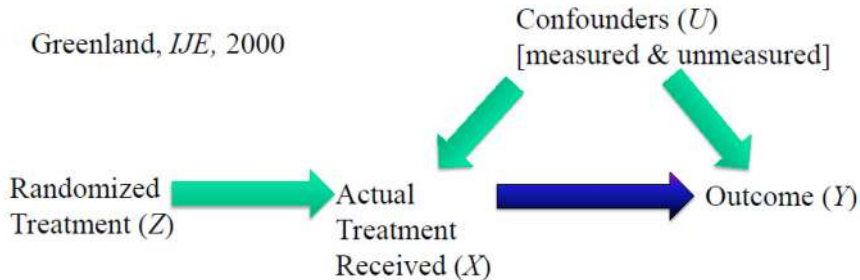 Greenland, IJE, 2000
Confounders (U)
[measured & unmeasured]
Randomized
Treatment (Z)
Actual
Treatment
Received (X)
Outcome (Y)